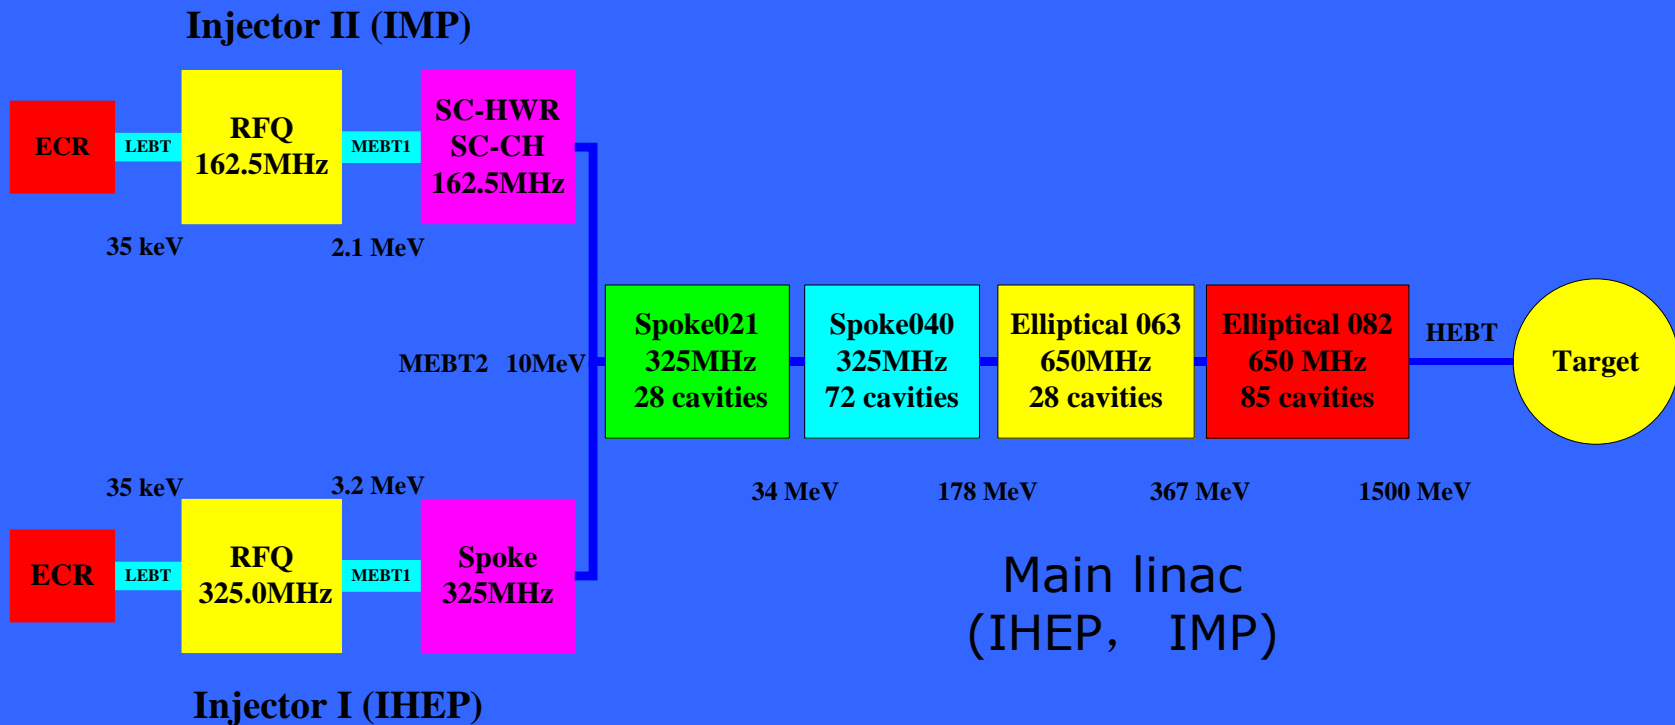 Injector II (IMP)
ECR
LEBT
RFQ
162.5MHz
MEBT1
SC-HWR
SC-CH
162.5MHz
35 keV
2.1 MeV
MEBT2 10MeV
Spoke021
325MHz
28 cavities
Spoke040
325MHz
72 cavities
Elliptical 063
650MHz
28 cavities
Elliptical 082
650 MHz
85 cavities
HEBT
Target
34 MeV
178 MeV
367 MeV
1500 MeV
35 keV
3.2 MeV
ECR
LEBT
RFQ
325.0MHz
MEBT1
Spoke
325MHz
Main linac
(IHEP， IMP)
Injector I (IHEP)